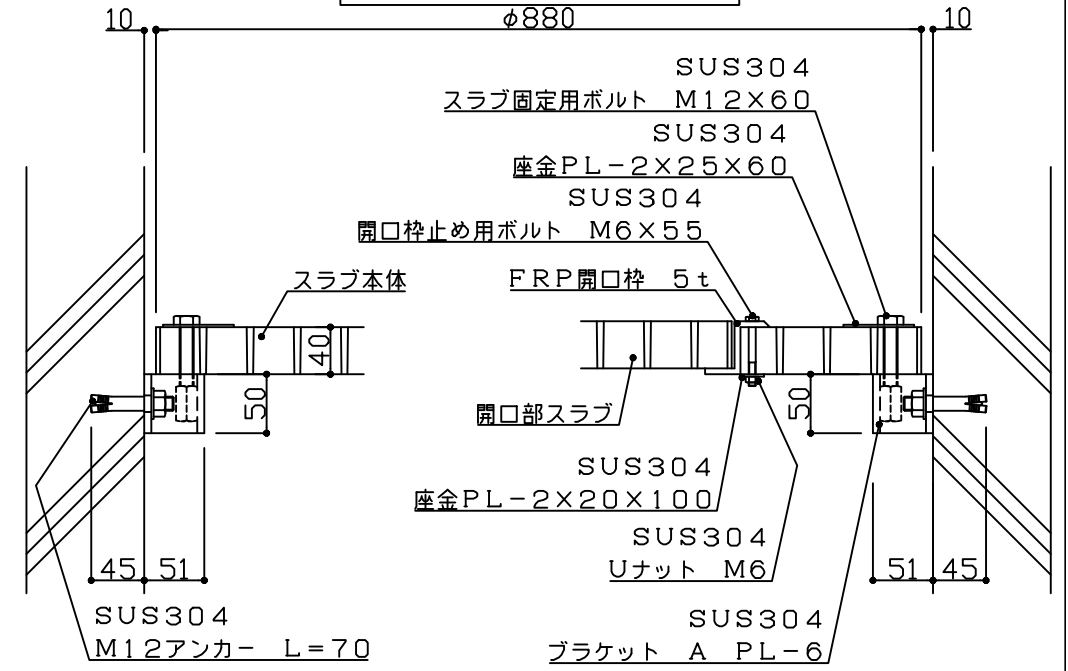 10
φ880
10
SUS304
スラブ固定用ボルト　M12×60
SUS304
座金PL-2×25×60
SUS304
開口枠止め用ボルト　M6×55
スラブ本体
FRP開口枠　5t
40
50
50
開口部スラブ
SUS304
座金PL-2×20×100
SUS304
Uナット　M6
45
51
51
45
SUS304
M12アンカー　L=70
SUS304
ブラケット　A　PL-6